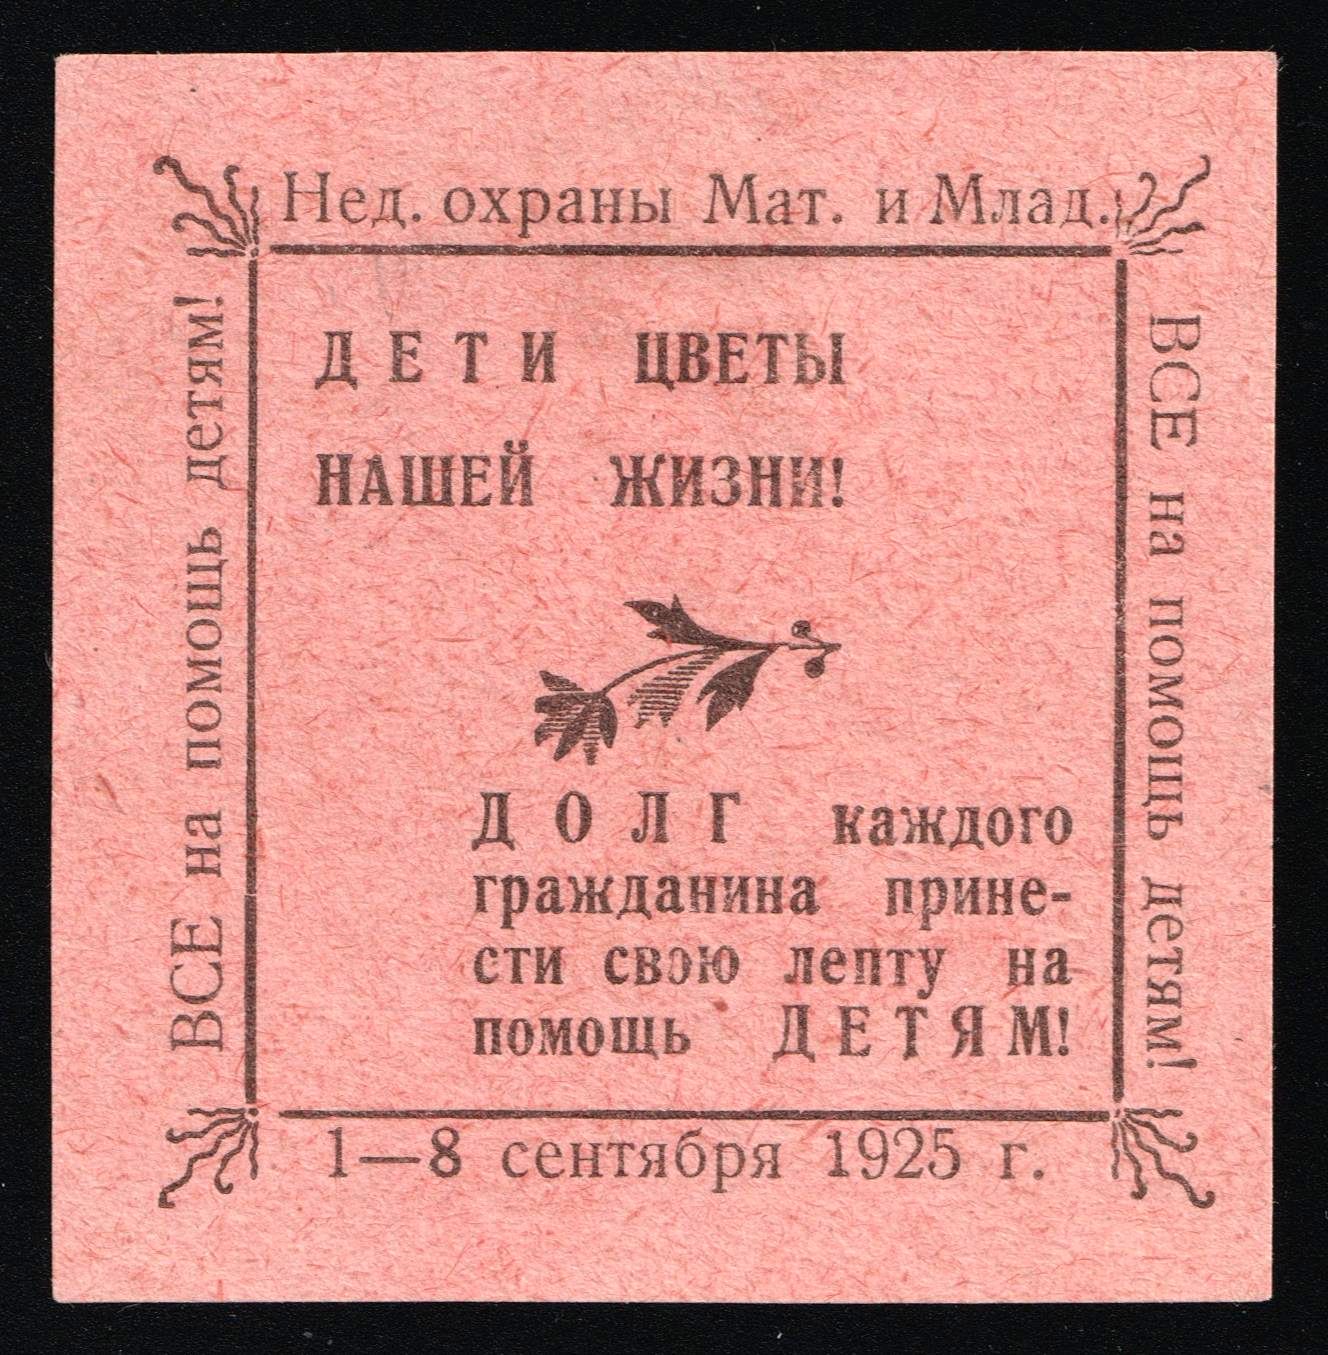 Нед. охраны Мат. и Млад.
ВСЕ на помощь детям!
ДЕТИ ЦВЕТЫ
НАШЕЙ ЖИЗНИ!
ДОЛГ каждого
гражданина прине-
сти свою лепту на
помощь ДЕТЯМ!
ВСЕ на помощь детям!
1—8 сентября 1925 г.